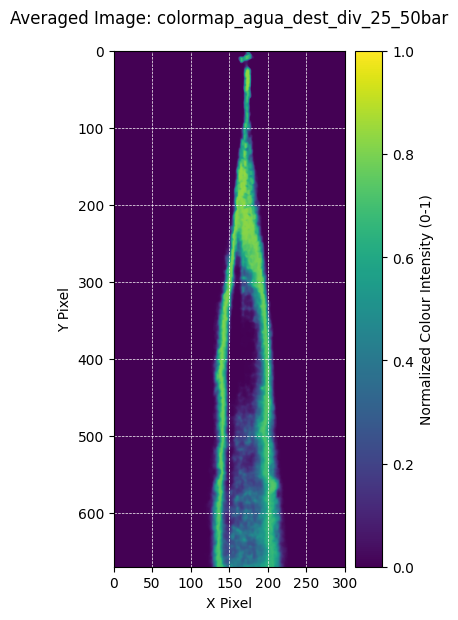 Averaged Image: colormap_agua_dest_div_25_50bar
0
100
200
300
400
500
600
Y Pixel
0 50 100 150 200 250 300
X Pixel
1.0
0.8
0.6
0.4
0.2
0.0
Normalized Colour Intensity (0-1)